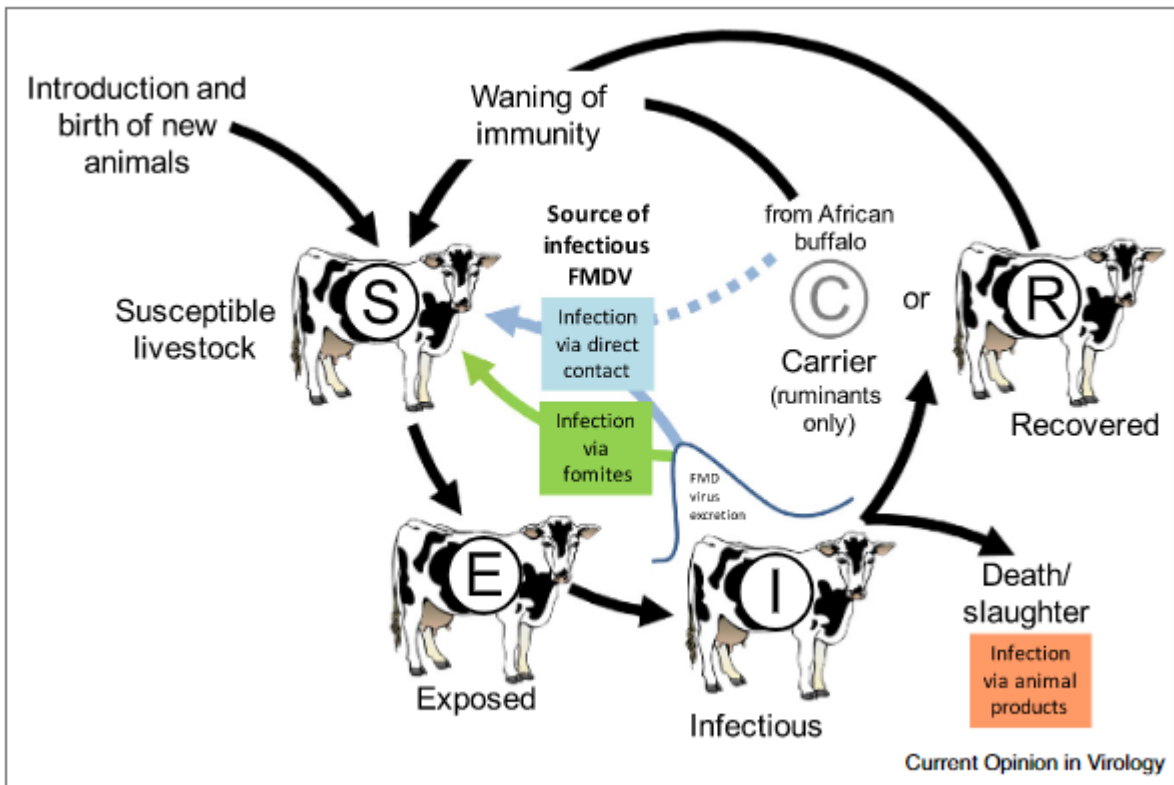 Introduction and
birth of new
animals
Waning of
immunity
Source of
infectious
FMDV
from African
buffalo
C
or
R
Carrier
(ruminants
only)
Recovered
S
Susceptible
livestock
Infection
via direct
contact
Infection
via
fomites
FMD
virus
excretion
E
Exposed
I
Infectious
Death/
slaughter
Infection
via animal
products
Current Opinion in Virology